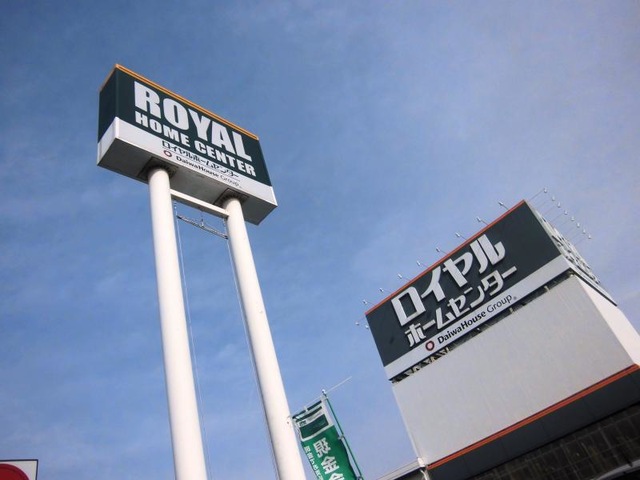 ROYAL
HOME CENTER
ロイヤルホームセンター
DaiwaHouse Group
ロイヤル
ホームセンター
DaiwaHouse Group®